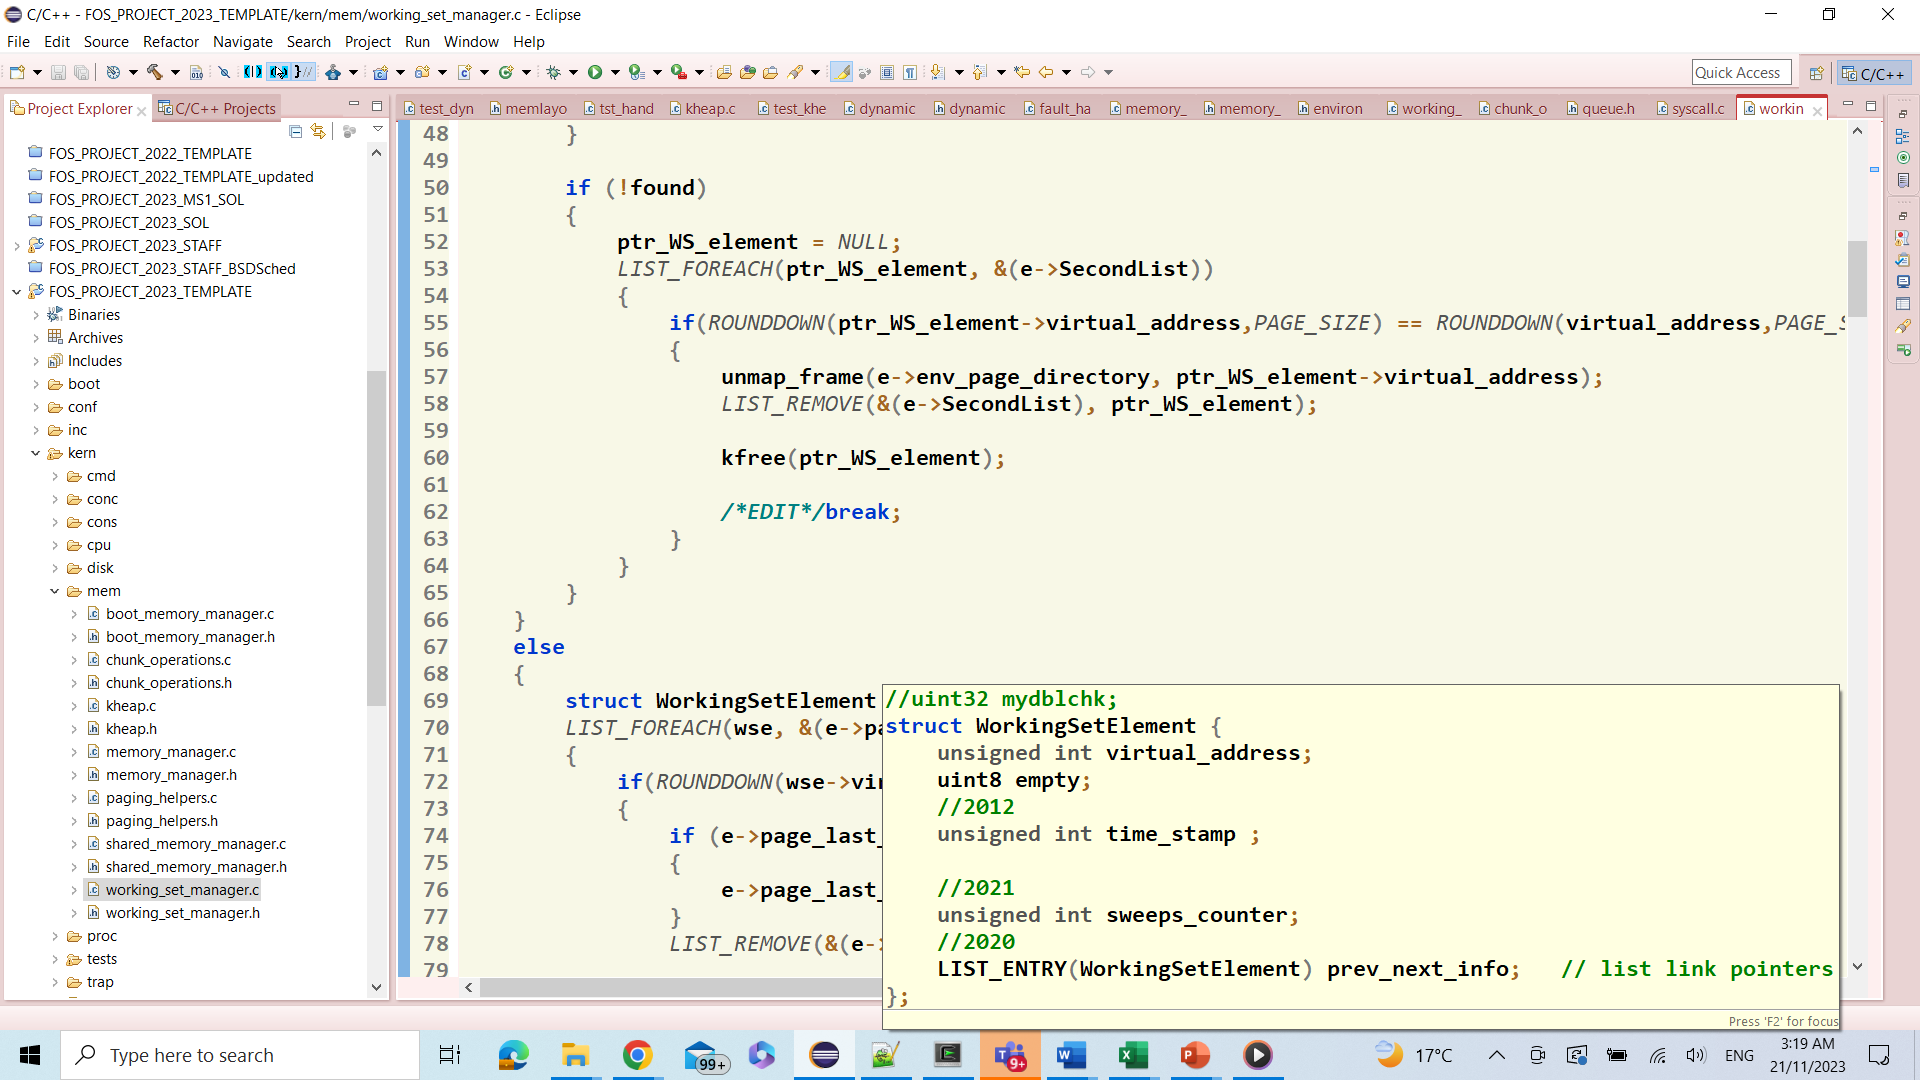 C/C++ - FOS_PROJECT_2023_TEMPLATE/kern/mem/working_set_manager.c - Eclipse
File Edit Source Refactor Navigate Search Project Run Window Help
Quick Access
C/C++
Project Explorer
C/C++ Projects
test_dyn
memlayo
tst_hand
kheap.c
test_khe
dynamic
dynamic
fault_ha
memory_
memory_
environ
working_
chunk_o
queue.h
syscall.c
workin
FOS_PROJECT_2022_TEMPLATE
FOS_PROJECT_2022_TEMPLATE_updated
FOS_PROJECT_2023_MS1_SOL
FOS_PROJECT_2023_SOL
FOS_PROJECT_2023_STAFF
FOS_PROJECT_2023_STAFF_BSDSched
FOS_PROJECT_2023_TEMPLATE
Binaries
Archives
Includes
boot
conf
inc
kern
cmd
conc
cons
cpu
disk
mem
boot_memory_manager.c
boot_memory_manager.h
chunk_operations.c
chunk_operations.h
kheap.c
kheap.h
memory_manager.c
memory_manager.h
paging_helpers.c
paging_helpers.h
shared_memory_manager.c
shared_memory_manager.h
working_set_manager.c
working_set_manager.h
proc
tests
trap
48 }
49
50 if (!found)
51 {
52 ptr_WS_element = NULL;
53 LIST_FOREACH(ptr_WS_element, &(e->SecondList))
54 {
55 if(ROUNDDOWN(ptr_WS_element->virtual_address,PAGE_SIZE) == ROUNDDOWN(virtual_address,PAGE_S
56 {
57 unmap_frame(e->env_page_directory, ptr_WS_element->virtual_address);
58 LIST_REMOVE(&(e->SecondList), ptr_WS_element);
59
60 kfree(ptr_WS_element);
61
62 /*EDIT*/break;
63 }
64 }
65 }
66 }
67 else
68 {
69 struct WorkingSetElement
70 LIST_FOREACH(wse, &(e->pa
71 {
72 if(ROUNDDOWN(wse->vir
73 {
74 if (e->page_last_
75 {
76 e->page_last_
77 }
78 LIST_REMOVE(&(e->
79
//uint32 mydblchk;
struct WorkingSetElement {
unsigned int virtual_address;
uint8 empty;
//2012
unsigned int time_stamp ;
//2021
unsigned int sweeps_counter;
//2020
LIST_ENTRY(WorkingSetElement) prev_next_info; // list link pointers
};
Press 'F2' for focus
Type here to search
99+
9+
17°C
ENG
3:19 AM
21/11/2023